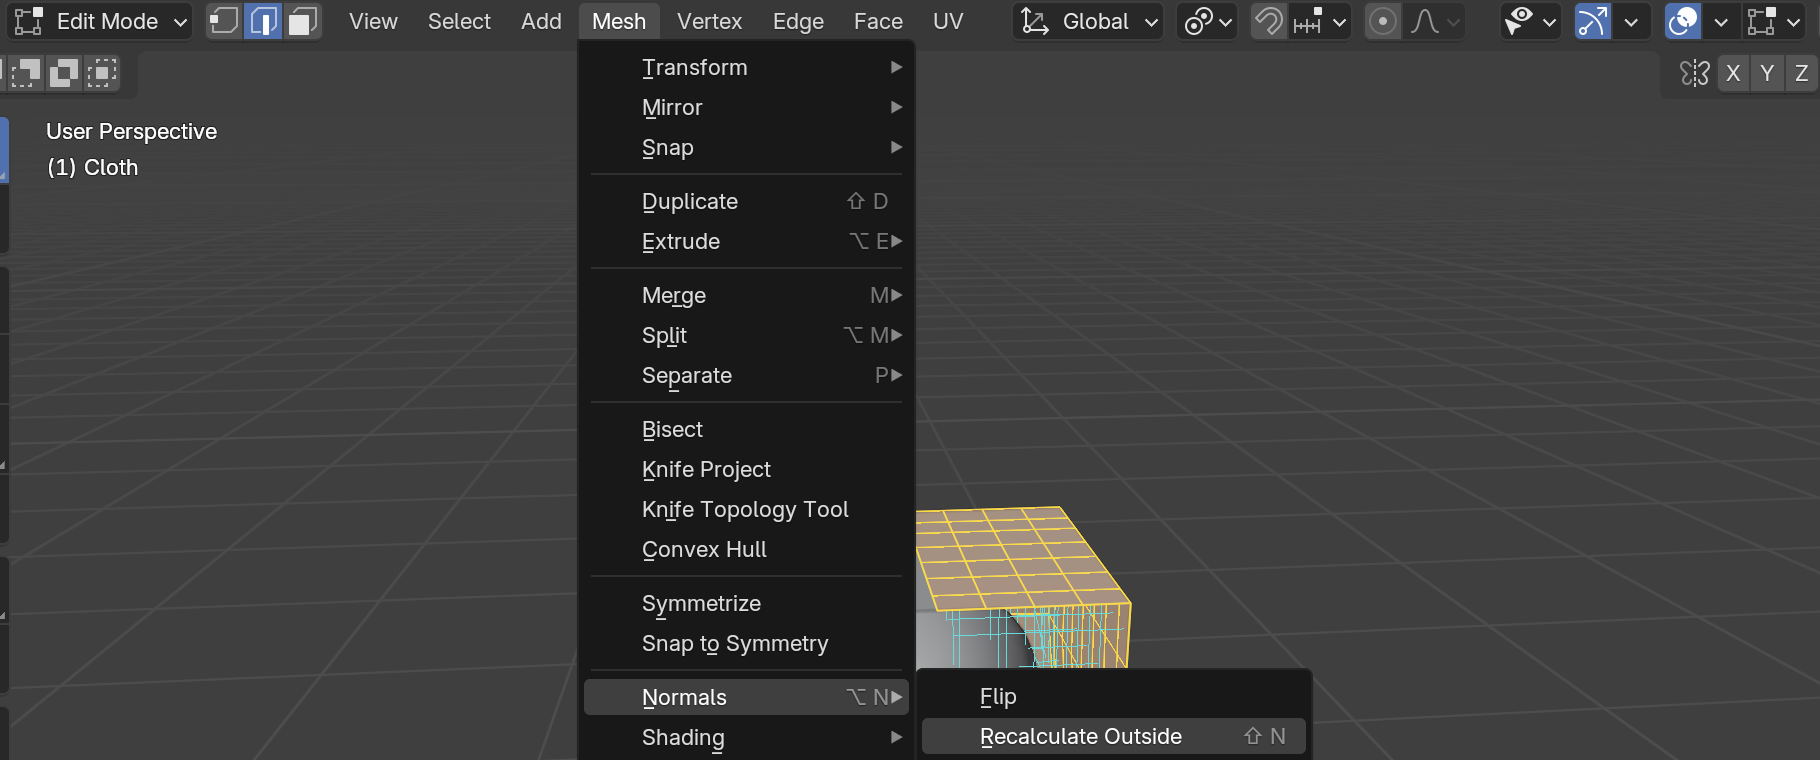 Edit Mode View Select Add Mesh Vertex Edge Face UV Global
X Y Z
User Perspective
(1) Cloth
Transform
Mirror
Snap
Duplicate ⇧ D
Extrude ⌥ E
Merge M
Split ⌥ M
Separate P
Bisect
Knife Project
Knife Topology Tool
Convex Hull
Symmetrize
Snap to Symmetry
Normals ⌥ N
Shading
Flip
Recalculate Outside ⇧ N